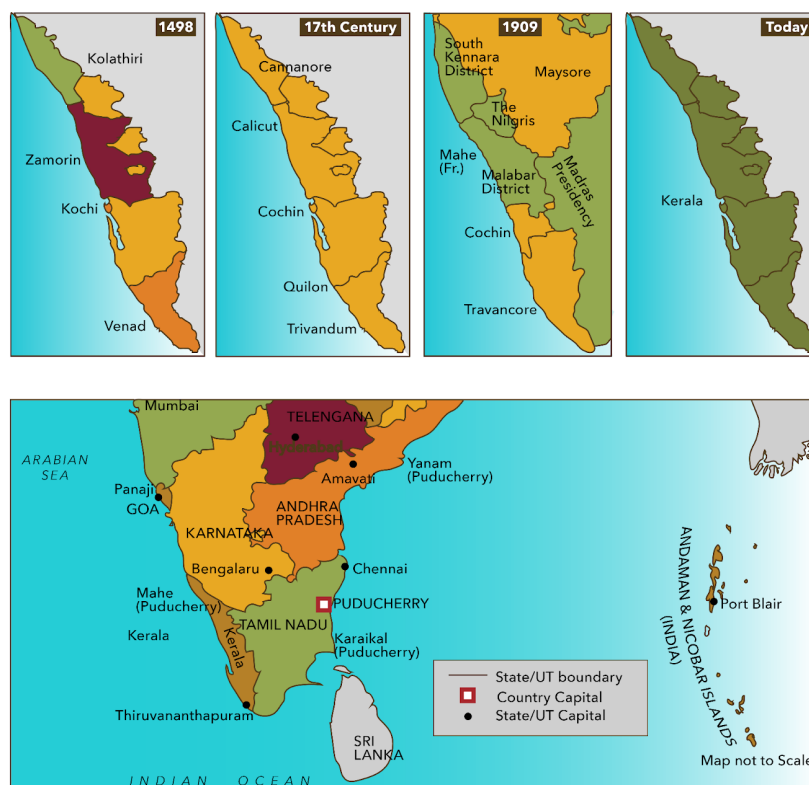 1498
Kolathiri
Zamorin
Kochi
Venad
17th Century
Cannanore
Calicut
Cochin
Quilon
Trivandum
1909
South
Kennara
District
Maysore
The
Nilgris
Mahe
(Fr.)
Malabar
District
Madras
Presidency
Cochin
Travancore
Today
Kerala
Mumbai
TELENGANA
Hyderabad
ARABIAN
SEA
Amavati
Yanam
(Puducherry)
Panaji
GOA
ANDHRA
PRADESH
KARNATAKA
Bengalaru
Chennai
Mahe
(Puducherry)
PUDUCHERRY
Kerala
Kerala
TAMIL NADU
Karaikal
(Puducherry)
Thiruvananthapuram
SRI
LANKA
ANDAMAN & NICOBAR ISLANDS
(INDIA)
Port Blair
State/UT boundary
Country Capital
State/UT Capital
Map not to Scale
INDIAN OCEAN